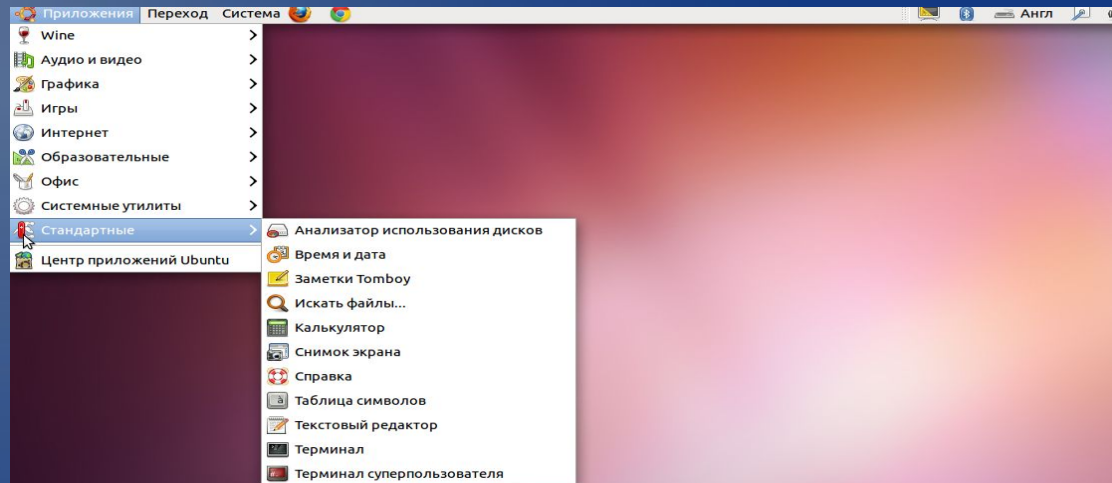 Приложения Переход Система Англ
Wine
Аудио и видео
Графика
Игры
Интернет
Образовательные
Офис
Системные утилиты
Стандартные
Центр приложений Ubuntu
Анализатор использования дисков
Время и дата
Заметки Tomboy
Искать файлы...
Калькулятор
Снимок экрана
Справка
Таблица символов
Текстовый редактор
Терминал
Терминал суперпользователя